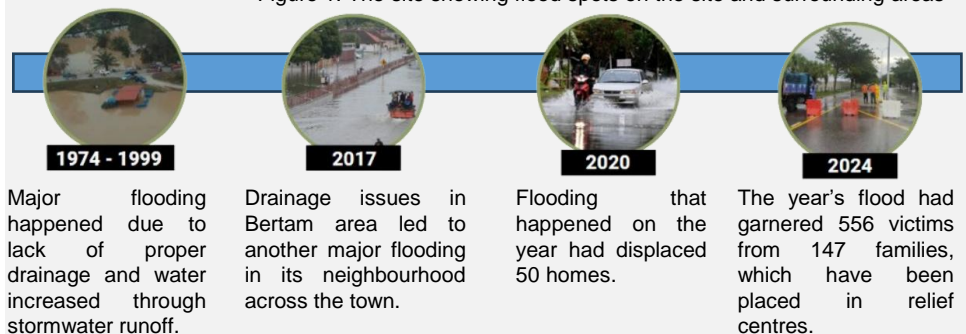 Figure 1: The site showing flood spots on the site and surrounding areas
1974 - 1999
Major flooding
happened due to
lack of proper
drainage and water
increased through
stormwater runoff.
2017
Drainage issues in
Bertam area led to
another major flooding
in its neighbourhood
across the town.
2020
Flooding that
happened on the
year had displaced
50 homes.
2024
The year's flood had
garnered 556 victims
from 147 families,
which have been
placed in relief
centres.